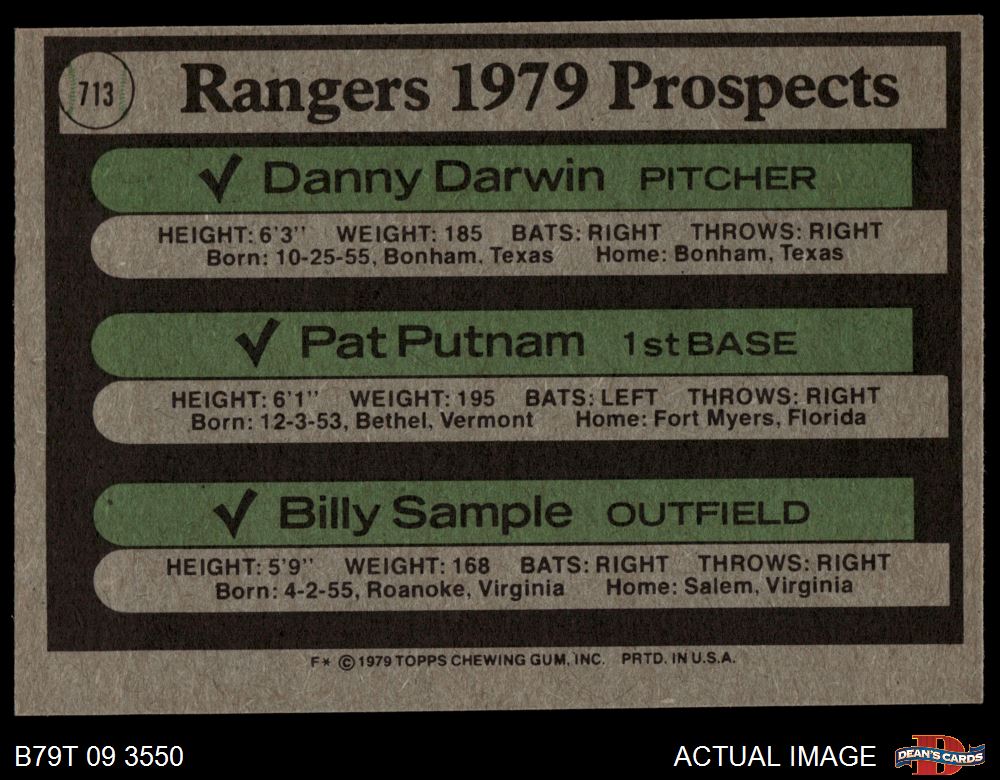 713
Rangers 1979 Prospects
Danny Darwin PITCHER
HEIGHT: 6'3'' WEIGHT: 185 BATS: RIGHT THROWS: RIGHT
Born: 10-25-55, Bonham, Texas Home: Bonham, Texas
Pat Putnam 1st BASE
HEIGHT: 6'1'' WEIGHT: 195 BATS: LEFT THROWS: RIGHT
Born: 12-3-53, Bethel, Vermont Home: Fort Myers, Florida
Billy Sample OUTFIELD
HEIGHT: 5'9'' WEIGHT: 168 BATS: RIGHT THROWS: RIGHT
Born: 4-2-55, Roanoke, Virginia Home: Salem, Virginia
F* © 1979 TOPPS CHEWING GUM, INC. PRTD. IN U.S.A.
B79T 09 3550
ACTUAL IMAGE
D
DEAN'S CARDS